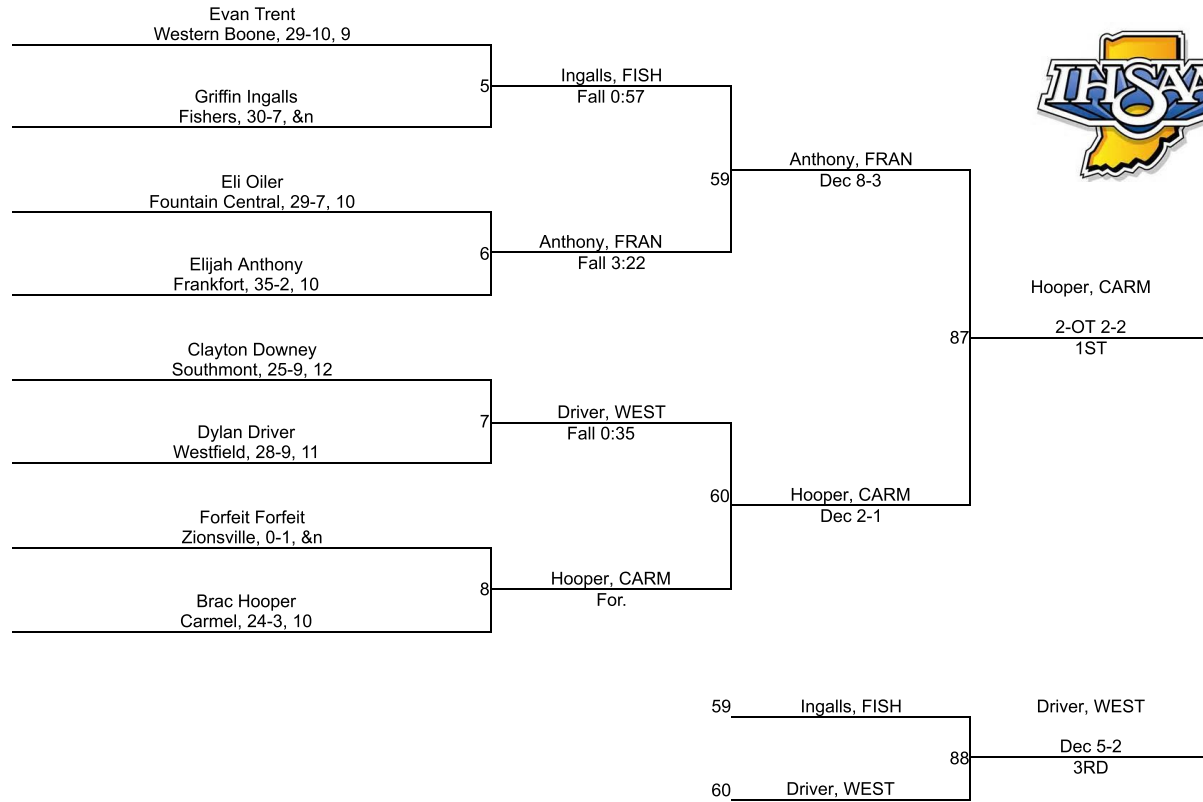 Evan Trent
Western Boone, 29-10, 9
Griffin Ingalls
Fishers, 30-7, &n
5
Ingalls, FISH
Fall 0:57
Eli Oiler
Fountain Central, 29-7, 10
Elijah Anthony
Frankfort, 35-2, 10
6
Anthony, FRAN
Fall 3:22
59
Anthony, FRAN
Dec 8-3
Clayton Downey
Southmont, 25-9, 12
Dylan Driver
Westfield, 28-9, 11
7
Driver, WEST
Fall 0:35
Forfeit Forfeit
Zionsville, 0-1, &n
Brac Hooper
Carmel, 24-3, 10
8
Hooper, CARM
For.
60
Hooper, CARM
Dec 2-1
87
Hooper, CARM
2-OT 2-2
1ST
IHSAA
59
Ingalls, FISH
60
Driver, WEST
88
Driver, WEST
Dec 5-2
3RD